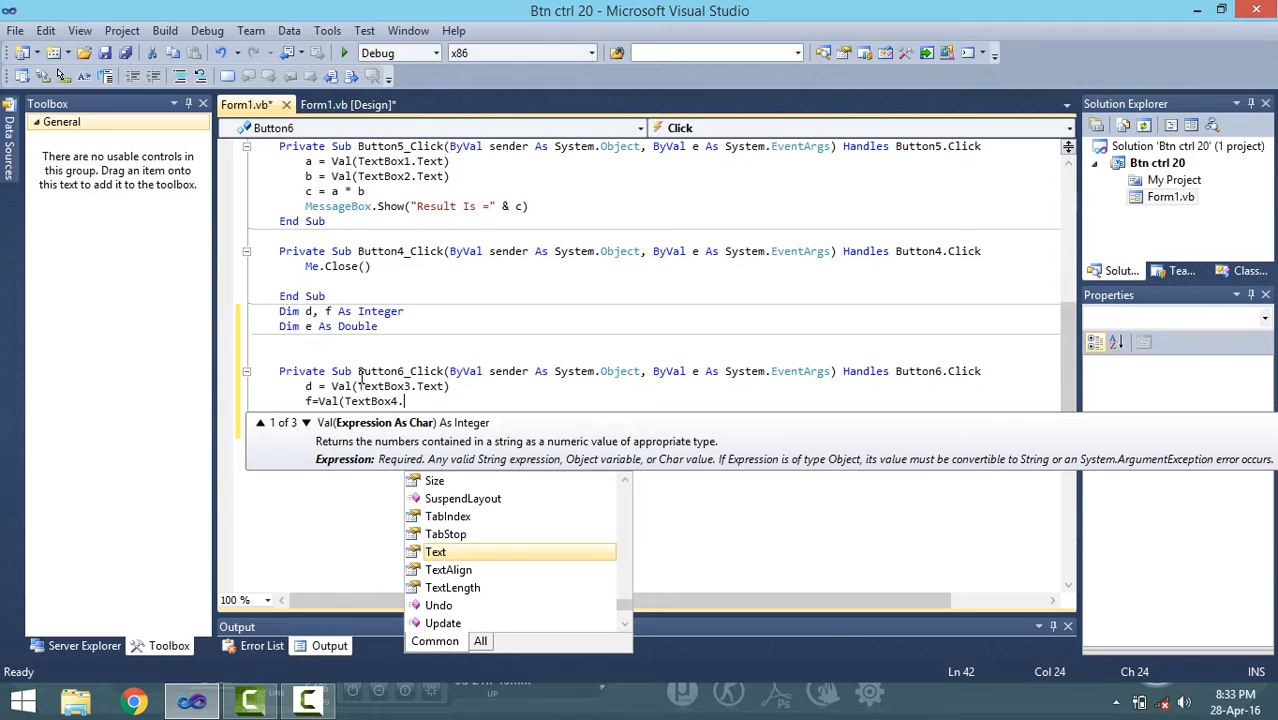 Btn ctrl 20 - Microsoft Visual Studio
File Edit View Project Build Debug Team Data Tools Test Window Help
Debug x86
Toolbox
General
There are no usable controls in this group. Drag an item onto this text to add it to the toolbox.
Data Sources
Form1.vb* Form1.vb [Design]*
Button6 Click
Private Sub Button5_Click(ByVal sender As System.Object, ByVal e As System.EventArgs) Handles Button5.Click
a = Val(TextBox1.Text)
b = Val(TextBox2.Text)
c = a * b
MessageBox.Show("Result Is =" & c)
End Sub
Private Sub Button4_Click(ByVal sender As System.Object, ByVal e As System.EventArgs) Handles Button4.Click
Me.Close()
End Sub
Dim d, f As Integer
Dim e As Double
Private Sub Button6_Click(ByVal sender As System.Object, ByVal e As System.EventArgs) Handles Button6.Click
d = Val(TextBox3.Text)
f=Val(TextBox4.
1 of 3 Val(Expression As Char) As Integer
Returns the numbers contained in a string as a numeric value of appropriate type.
Expression: Required. Any valid String expression, Object variable, or Char value. If Expression is of type Object, its value must be convertible to String or an System.ArgumentException error occurs.
Size
SuspendLayout
TabIndex
TabStop
Text
TextAlign
TextLength
Undo
Update
Common All
100 %
Output
Solution Explorer
Solution 'Btn ctrl 20' (1 project)
Btn ctrl 20
My Project
Form1.vb
Solut... Tea... Class...
Properties
Server Explorer Toolbox Error List Output
Ready Ln 42 Col 24 Ch 24 INS
LINE
UP
8:33 PM
28-Apr-16